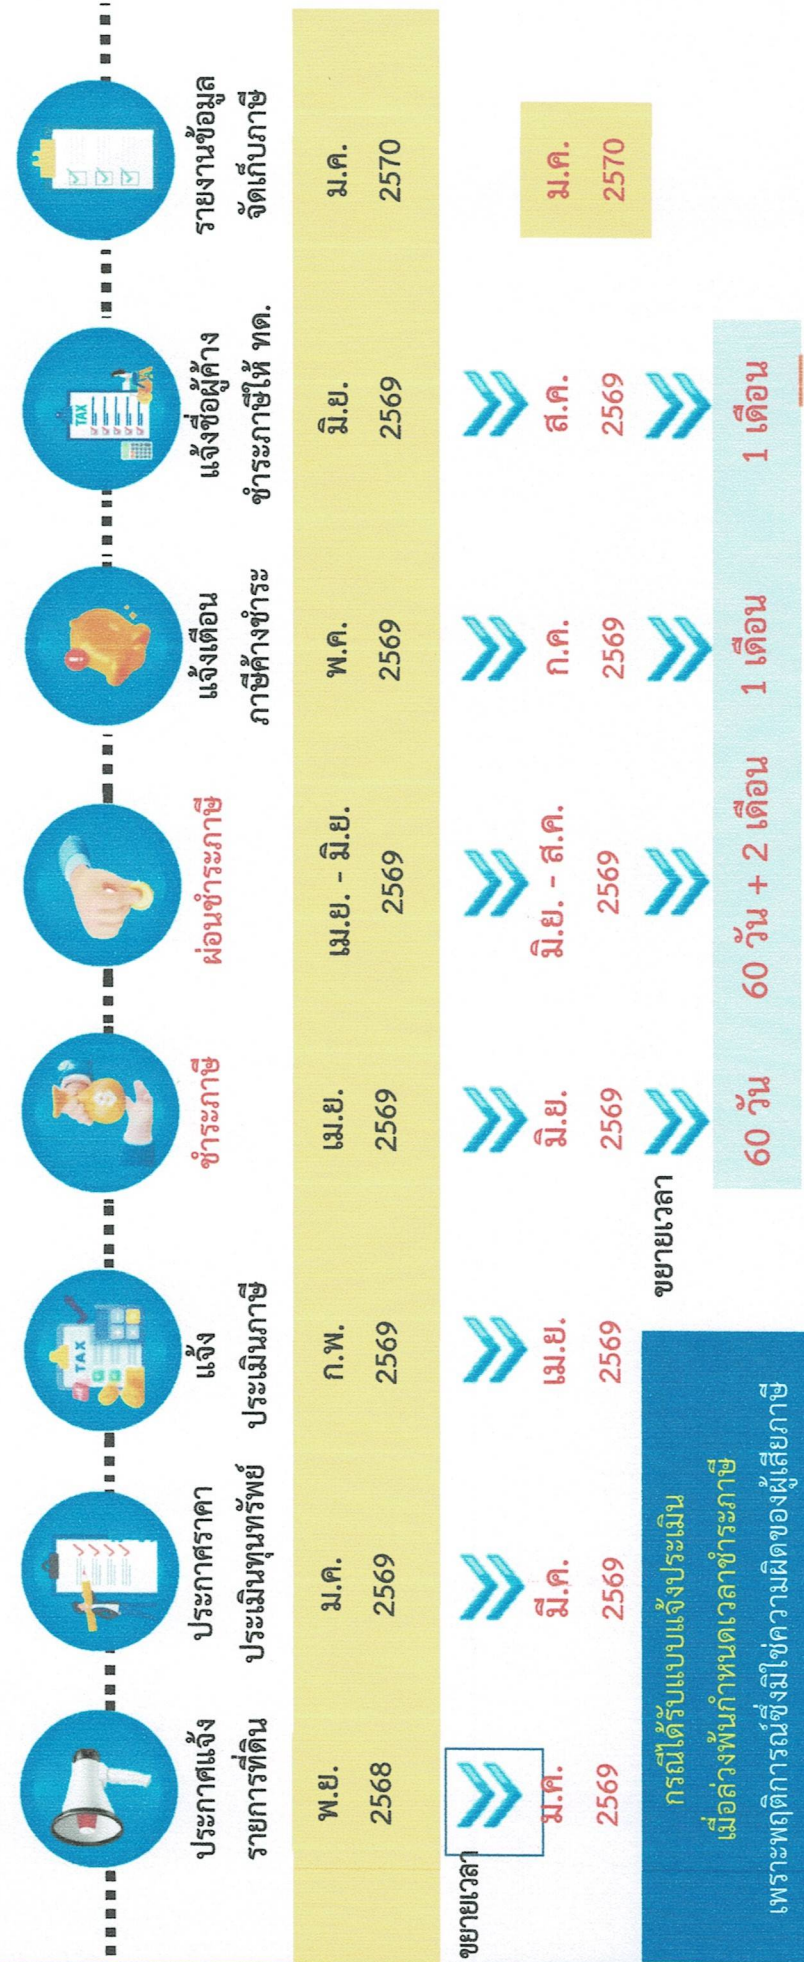 ประกาศแจ้ง
รายการที่ดิน
ประกาศราคา
ประเมินทุนทรัพย์
แจ้ง
ประเมินภาษี
ชำระภาษี
ผ่อนชำระภาษี
แจ้งเตือน
ภาษีค้างชำระ
แจ้งชื่อผู้ค้าง
ชำระภาษีให้ ทด.
รายงานข้อมูล
จัดเก็บภาษี
TAX
TAX
พ.ย.
2568
ม.ค.
2569
ก.พ.
2569
เม.ย.
2569
เม.ย. - มิ.ย.
2569
พ.ค.
2569
มิ.ย.
2569
ม.ค.
2570
ขยายเวลา
ม.ค.
2569
มี.ค.
2569
เม.ย.
2569
มิ.ย.
2569
มิ.ย. - ส.ค.
2569
ก.ค.
2569
ส.ค.
2569
ม.ค.
2570
กรณีได้รับแบบแจ้งประเมิน
เมื่อล่วงพ้นกำหนดเวลาชำระภาษี
เพราะพฤติการณ์ซึ่งมิใช่ความผิดของผู้เสียภาษี
ขยายเวลา
60 วัน
60 วัน + 2 เดือน
1 เดือน
1 เดือน